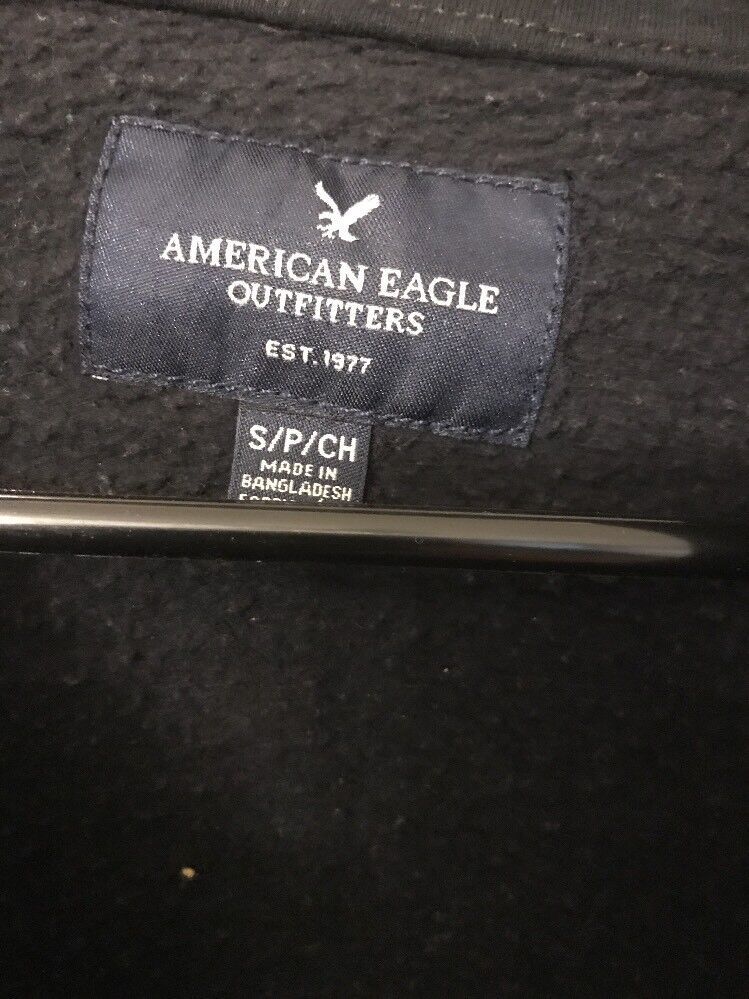 AMERICAN EAGLE
OUTFITTERS
EST. 1977
S/P/CH
MADE IN
BANGLADESH